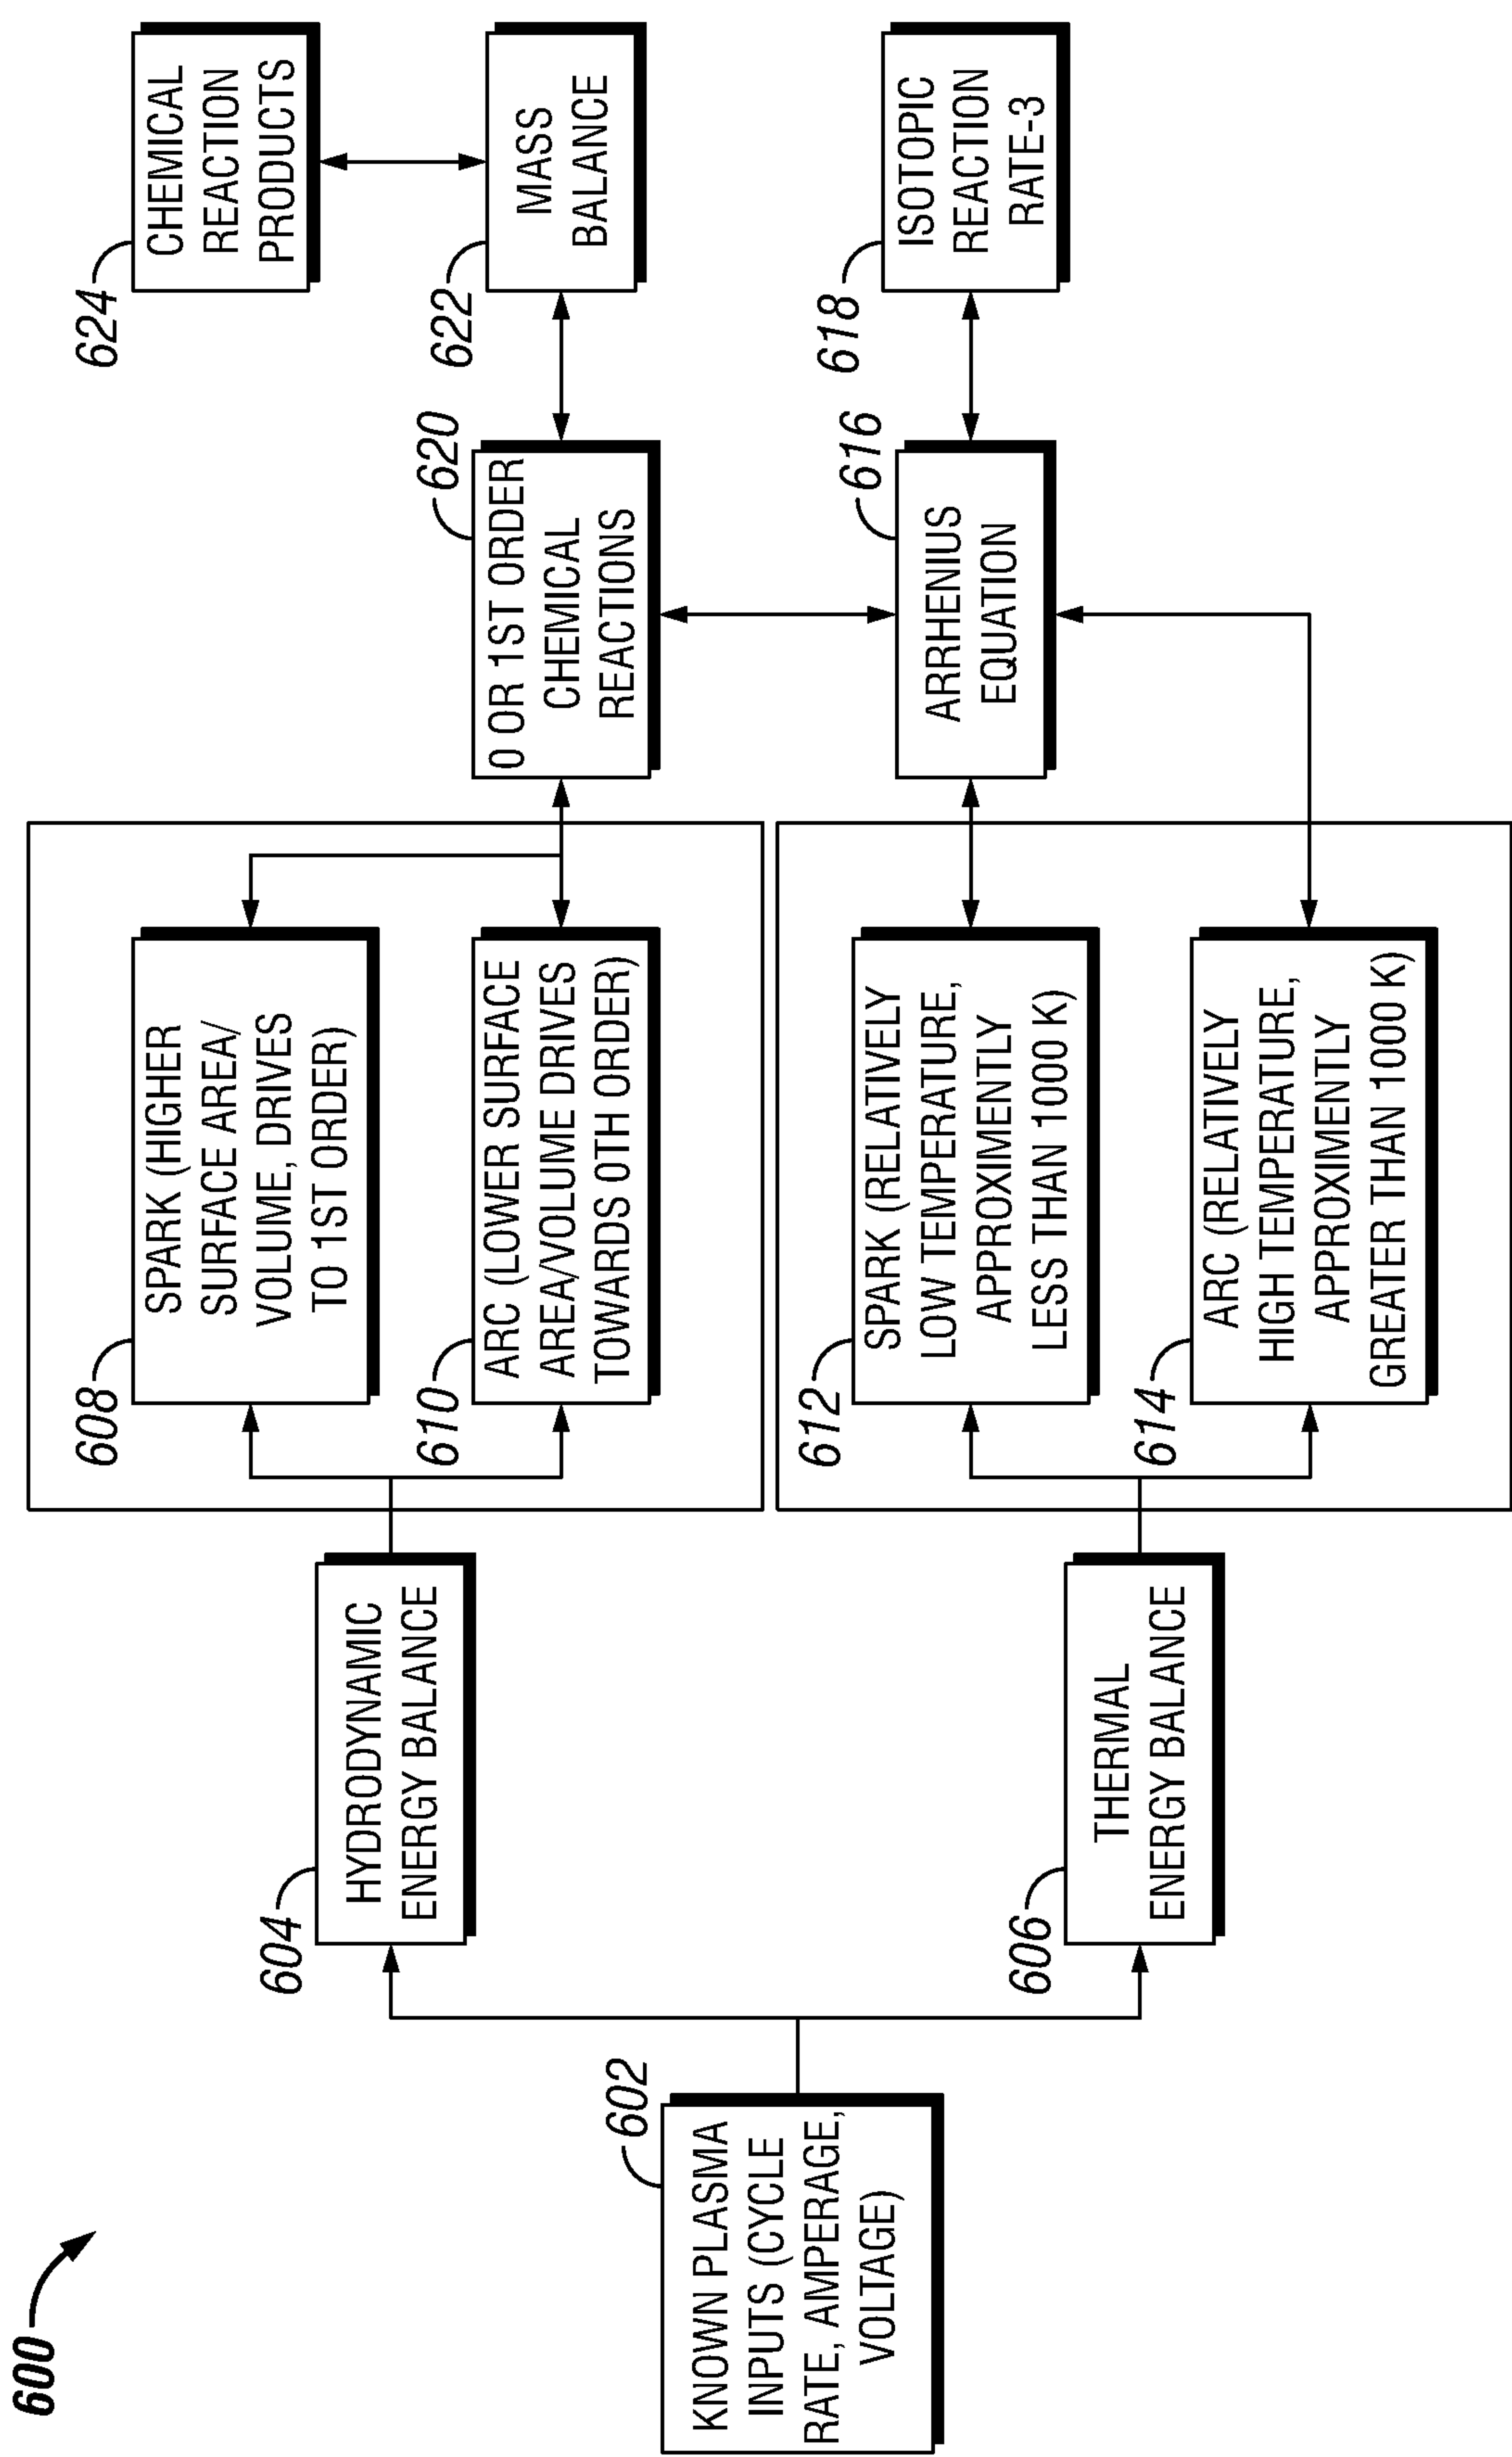 600
602
KNOWN PLASMA
INPUTS (CYCLE
RATE, AMPERAGE,
VOLTAGE)
604
HYDRODYNAMIC
ENERGY BALANCE
606
THERMAL
ENERGY BALANCE
608
SPARK (HIGHER
SURFACE AREA/
VOLUME, DRIVES
TO 1ST ORDER)
610
ARC (LOWER SURFACE
AREA/VOLUME DRIVES
TOWARDS 0TH ORDER)
612
SPARK (RELATIVELY
LOW TEMPERATURE,
APPROXIMENTLY
LESS THAN 1000 K)
614
ARC (RELATIVELY
HIGH TEMPERATURE,
APPROXIMENTLY
GREATER THAN 1000 K)
620
0 OR 1ST ORDER
CHEMICAL
REACTIONS
616
ARRHENIUS
EQUATION
624
CHEMICAL
REACTION
PRODUCTS
622
MASS
BALANCE
618
ISOTOPIC
REACTION
RATE-3